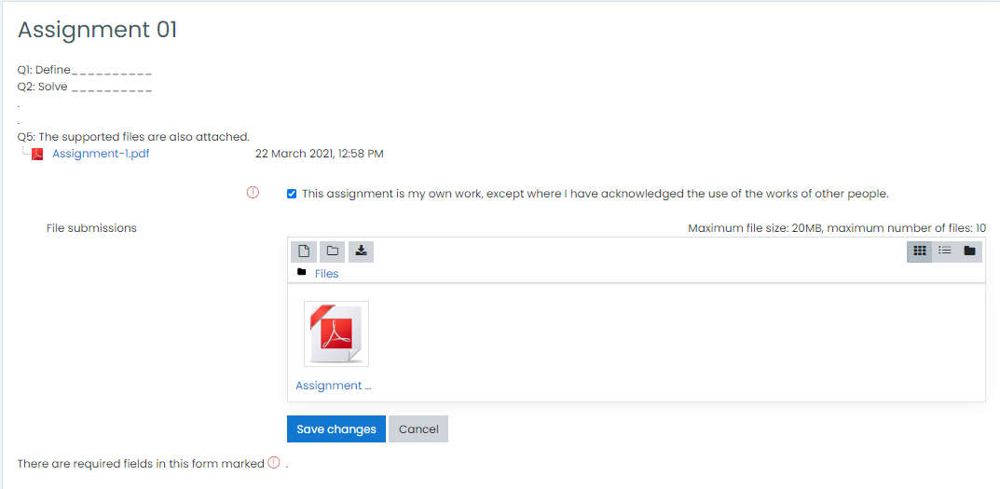 Assignment 01
Q1: Define__________
Q2: Solve __________
.
.
Q5: The supported files are also attached.
Assignment-1.pdf 22 March 2021, 12:58 PM
This assignment is my own work, except where I have acknowledged the use of the works of other people.
File submissions Maximum file size: 20MB, maximum number of files: 10
Files
Assignment ...
Save changes Cancel
There are required fields in this form marked .